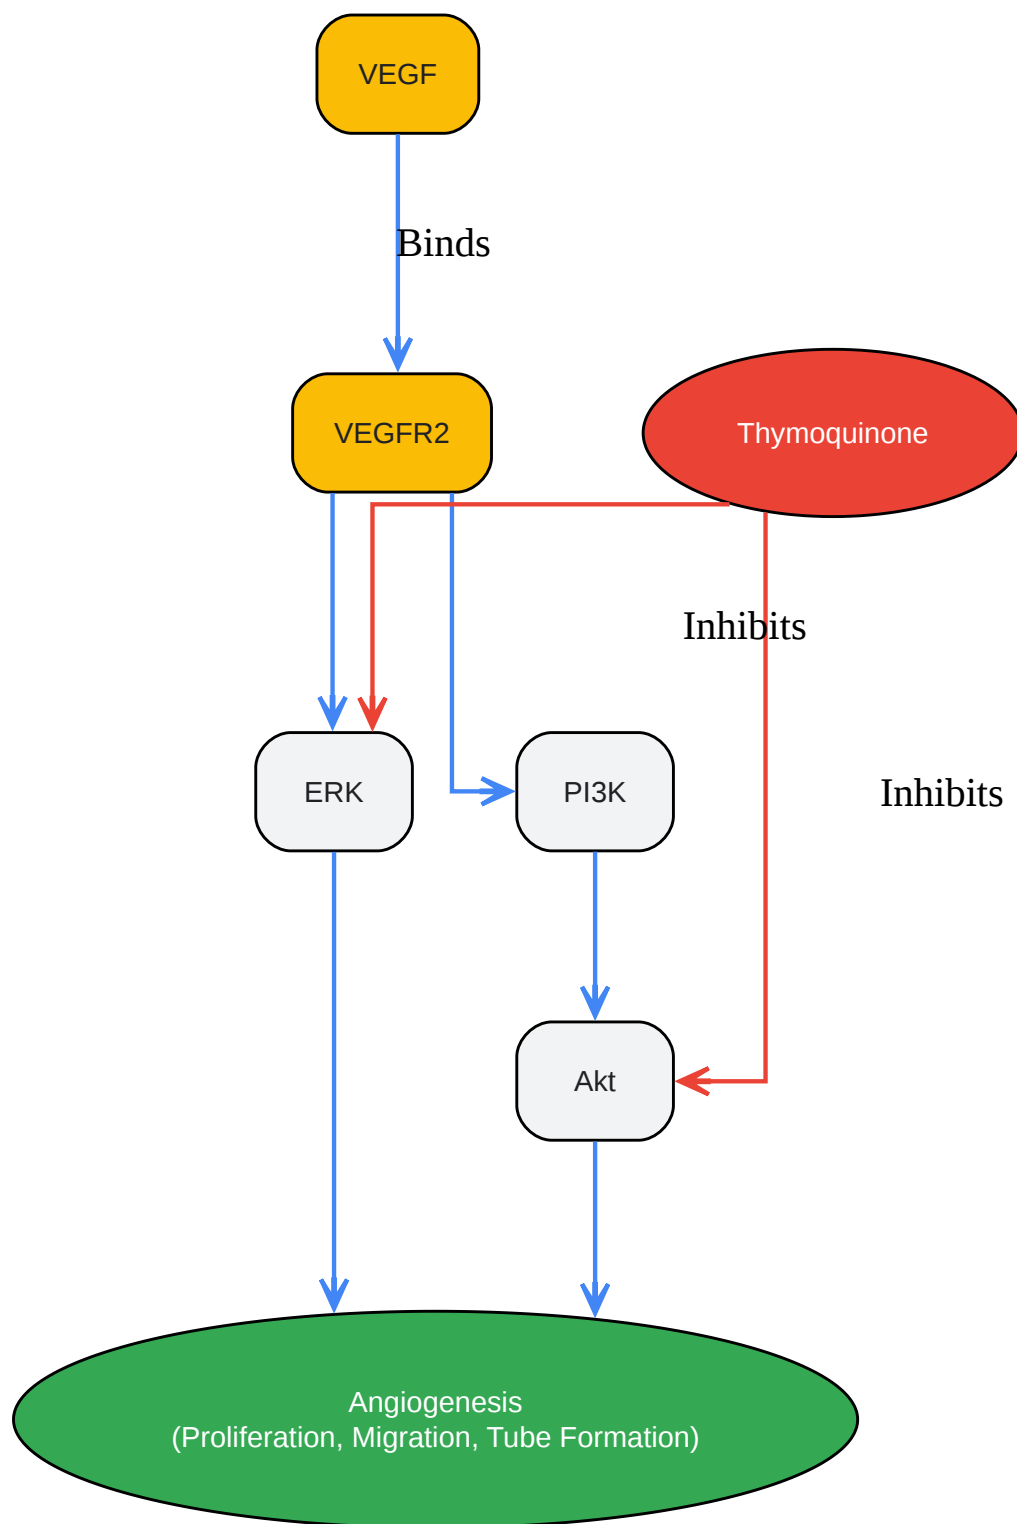 VEGF
Binds
VEGFR2
Thymoquinone
Inhibits
ERK
PI3K
Inhibits
Akt
Angiogenesis
(Proliferation, Migration, Tube Formation)